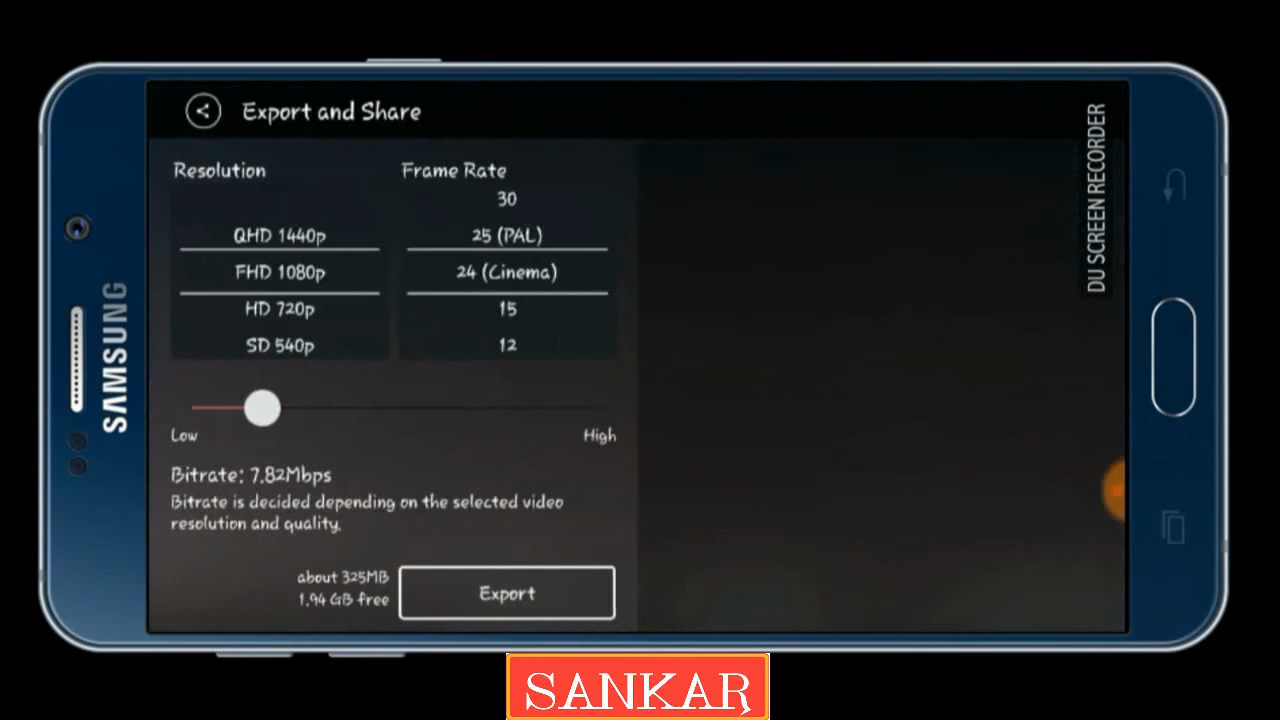 Export and Share
Resolution
QHD 1440p
FHD 1080p
HD 720p
SD 540p
Frame Rate
30
25 (PAL)
24 (Cinema)
15
12
Low
High
Bitrate: 7.82Mbps
Bitrate is decided depending on the selected video
resolution and quality.
about 325MB
1.94 GB free
Export
SAMSUNG
DU SCREEN RECORDER
SANKAR